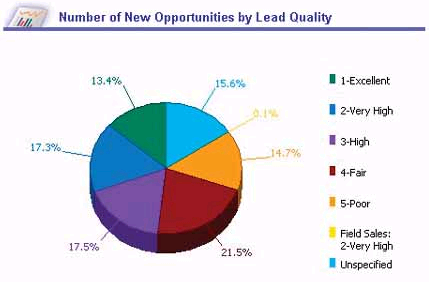 Number of New Opportunities by Lead Quality
13.4%
15.6%
0.1%
17.3%
14.7%
17.5%
21.5%
1-Excellent
2-Very High
3-High
4-Fair
5-Poor
Field Sales:
2-Very High
Unspecified